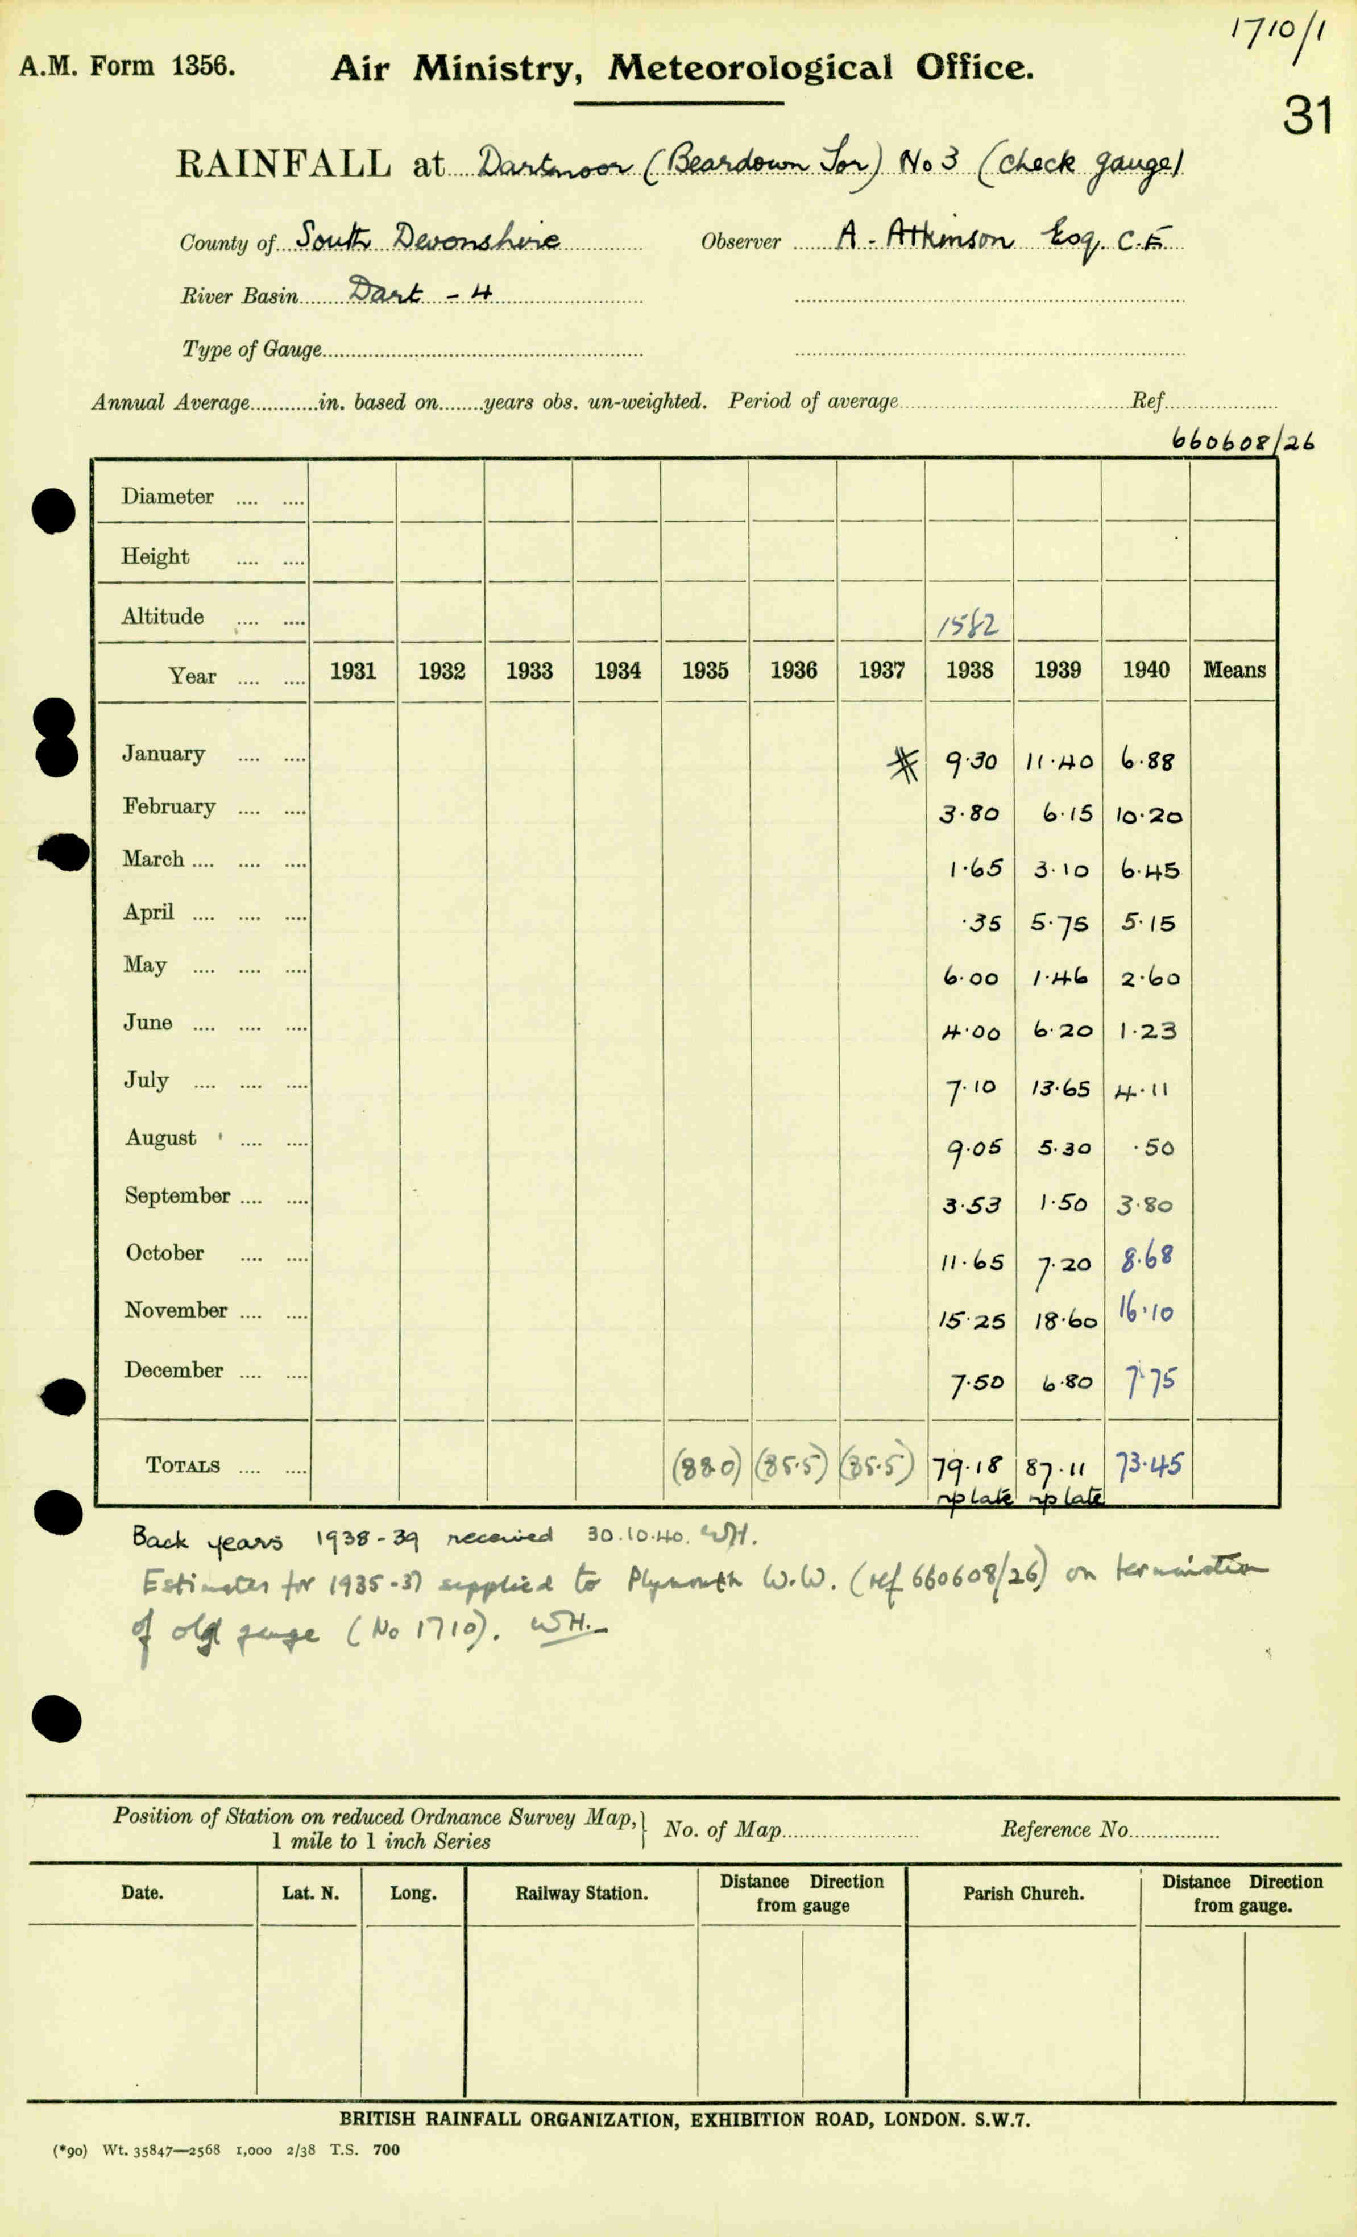 1710/1
A.M. Form 1356.
Air Ministry, Meteorological Office.
31
RAINFALL at Dartmoor (Beardown Tor) No 3 (check gauge)
County of South Devonshire Observer A. Atkinson Esq. C.E.
River Basin Dart - 4
Type of Gauge
Annual Average in. based on years obs. un-weighted. Period of average Ref.
660608/26
Diameter
Height
Altitude 1582
Year 1931 1932 1933 1934 1935 1936 1937 1938 1939 1940 Means
January 9.30 11.40 6.88
February 3.80 6.15 10.20
March 1.65 3.10 6.45
April .35 5.75 5.15
May 6.00 1.46 2.60
June 4.00 6.20 1.23
July 7.10 13.65 4.11
August 9.05 5.30 .50
September 3.53 1.50 3.80
October 11.65 7.20 8.68
November 15.25 18.60 16.10
December 7.50 6.80 7.75
TOTALS (88.0) (85.5) (85.5) 79.18 87.11 73.45
late late
Back years 1938-39 received 30.10.40. WH.
Estimates for 1935-37 supplied to Plymouth W.W. (ref 660608/26) on termination
of old gauge (No 1710). WH.
Position of Station on reduced Ordnance Survey Map, 1 mile to 1 inch Series No. of Map Reference No.
Date. Lat. N. Long. Railway Station. Distance Direction from gauge Parish Church. Distance Direction from gauge.
BRITISH RAINFALL ORGANIZATION, EXHIBITION ROAD, LONDON. S.W.7.
(*90) Wt. 35847—2568 1,000 2/38 T.S. 700